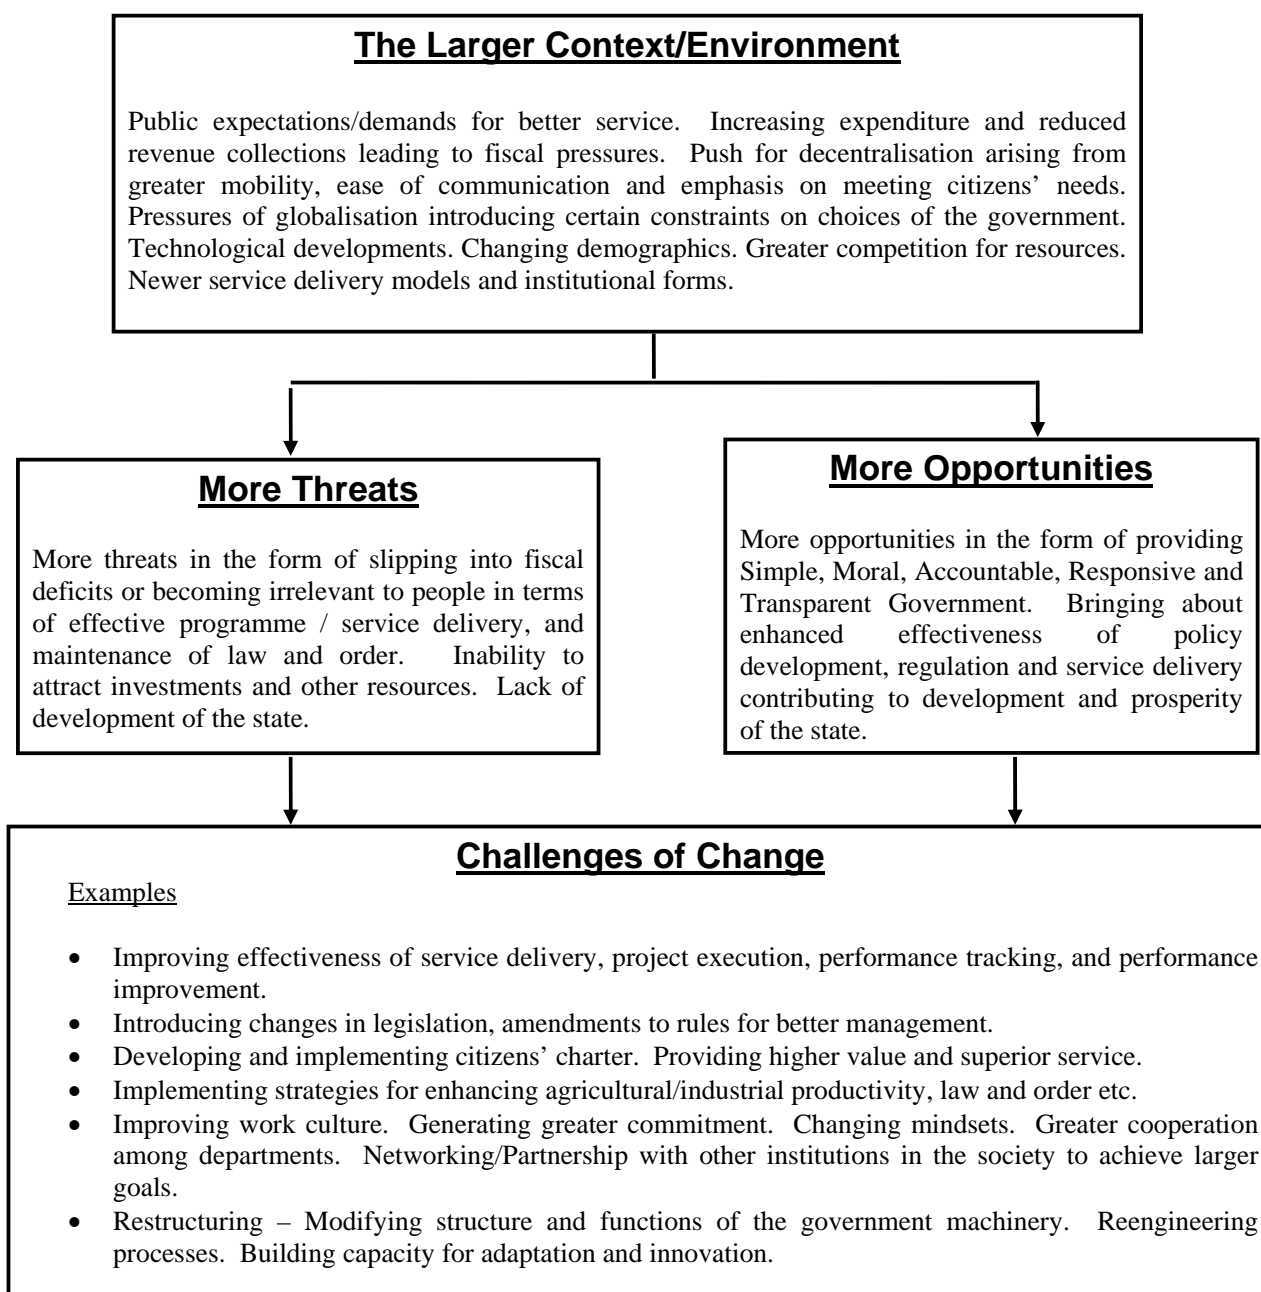 The Larger Context/Environment
Public expectations/demands for better service. Increasing expenditure and reduced
revenue collections leading to fiscal pressures. Push for decentralisation arising from
greater mobility, ease of communication and emphasis on meeting citizens’ needs.
Pressures of globalisation introducing certain constraints on choices of the government.
Technological developments. Changing demographics. Greater competition for resources.
Newer service delivery models and institutional forms.
More Threats
More threats in the form of slipping into fiscal
deficits or becoming irrelevant to people in terms
of effective programme / service delivery, and
maintenance of law and order. Inability to
attract investments and other resources. Lack of
development of the state.
More Opportunities
More opportunities in the form of providing
Simple, Moral, Accountable, Responsive and
Transparent Government. Bringing about
enhanced effectiveness of policy
development, regulation and service delivery
contributing to development and prosperity
of the state.
Challenges of Change
Examples
• Improving effectiveness of service delivery, project execution, performance tracking, and performance
improvement.
• Introducing changes in legislation, amendments to rules for better management.
• Developing and implementing citizens’ charter. Providing higher value and superior service.
• Implementing strategies for enhancing agricultural/industrial productivity, law and order etc.
• Improving work culture. Generating greater commitment. Changing mindsets. Greater cooperation
among departments. Networking/Partnership with other institutions in the society to achieve larger
goals.
• Restructuring – Modifying structure and functions of the government machinery. Reengineering
processes. Building capacity for adaptation and innovation.